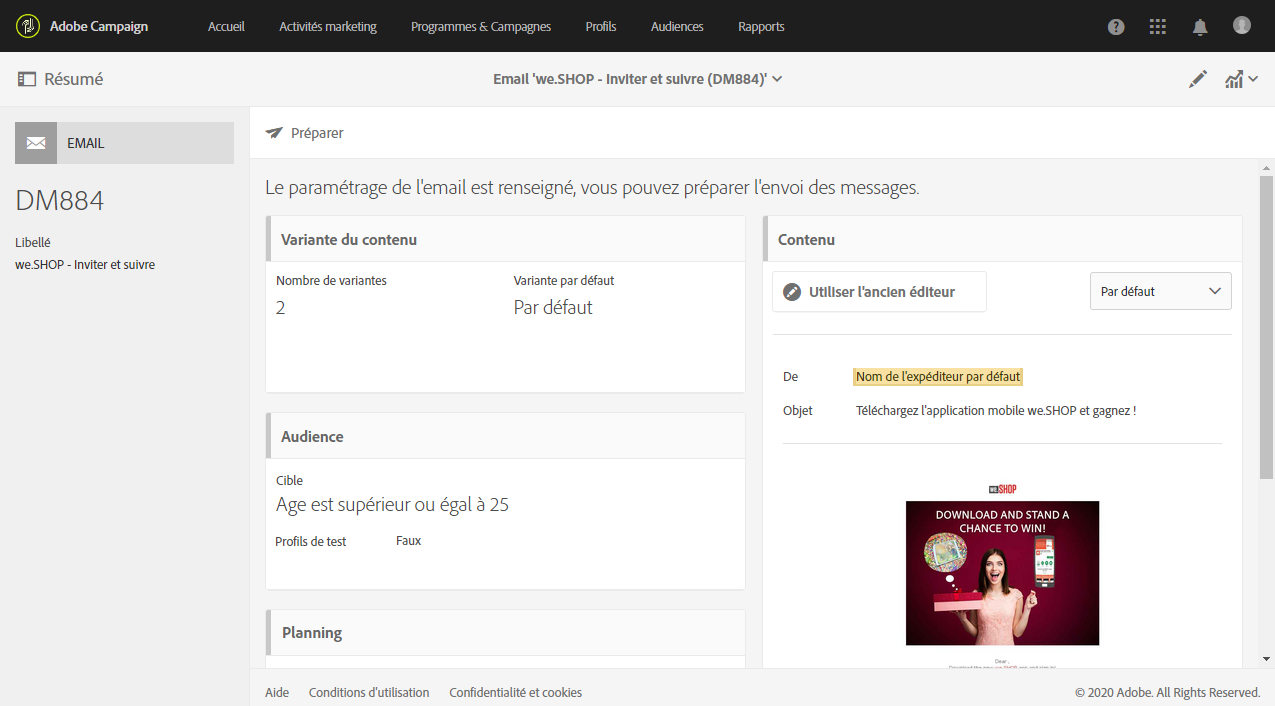 Adobe Campaign Accueil Activités marketing Programmes & Campagnes Profils Audiences Rapports
Résumé Email 'we.SHOP - Inviter et suivre (DM884)'
EMAIL
DM884
Libellé
we.SHOP - Inviter et suivre
Préparer
Le paramétrage de l'email est renseigné, vous pouvez préparer l'envoi des messages.
Variante du contenu
Nombre de variantes Variante par défaut
2 Par défaut
Audience
Cible
Age est supérieur ou égal à 25
Profils de test Faux
Planning
Contenu
Utiliser l'ancien éditeur Par défaut
De Nom de l'expéditeur par défaut
Objet Téléchargez l'application mobile we.SHOP et gagnez !
WE.SHOP
DOWNLOAD AND STAND A
CHANCE TO WIN!
Dear ,
Aide Conditions d'utilisation Confidentialité et cookies © 2020 Adobe. All Rights Reserved.